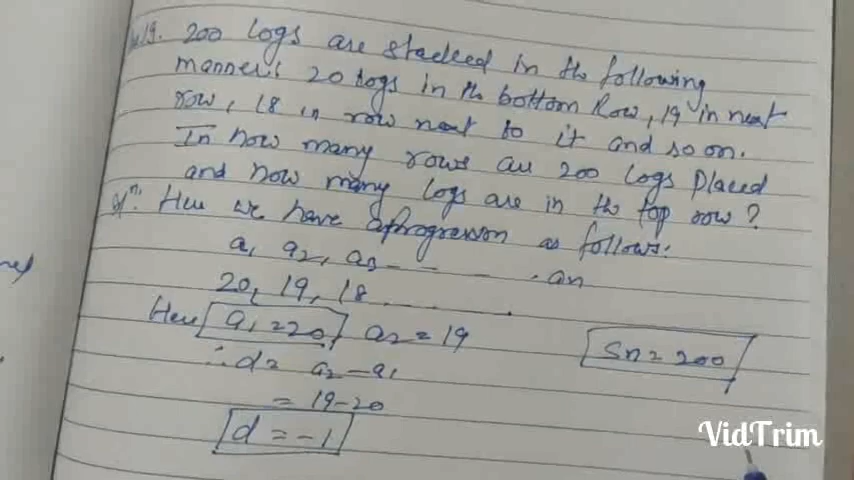 19. 200 logs are stacked in the following
manner: 20 logs in the bottom Row, 19 in next
row, 18 in row next to it and so on.
In how many rows are 200 logs placed
and how many logs are in the top row?
Solⁿ: Here we have a progression as follows:
a₁ a₂, a₃ - - - - - an
20, 19, 18 . . . . .
Here a₁ = 20, a₂ = 19
∴ d = a₂ - a₁
Sn = 200
= 19 - 20
d = -1
VidTrim